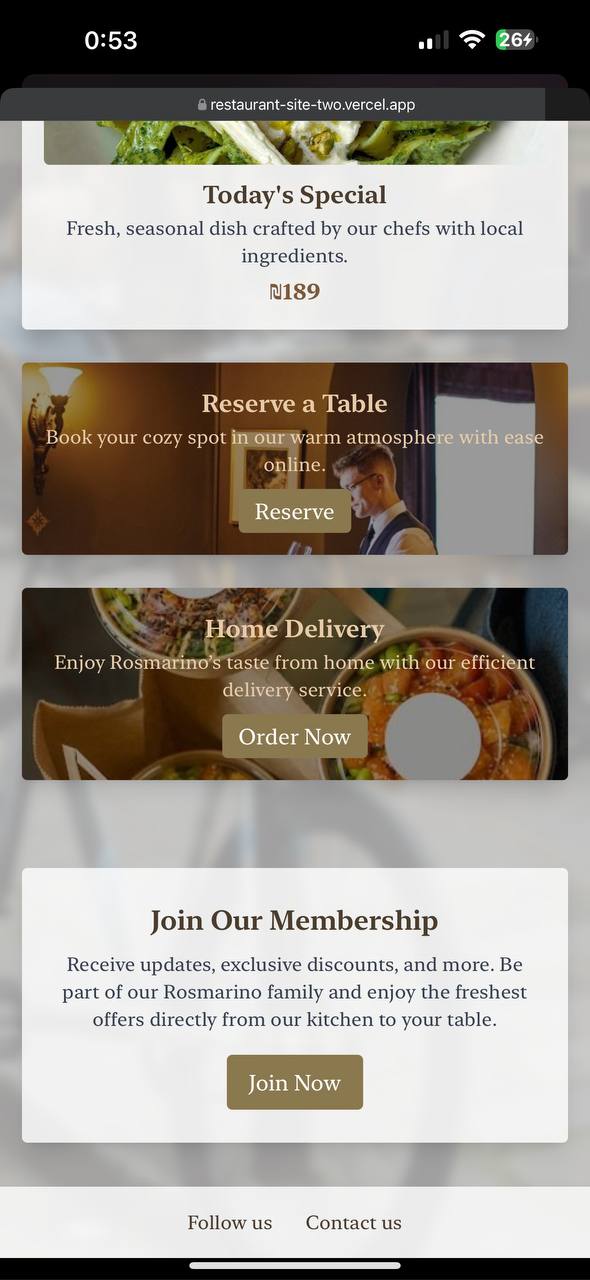 0:53
26
restaurant-site-two.vercel.app
Today's Special
Fresh, seasonal dish crafted by our chefs with local
ingredients.
₪189
Reserve a Table
Book your cozy spot in our warm atmosphere with ease
online.
Reserve
Home Delivery
Enjoy Rosmarino’s taste from home with our efficient
delivery service.
Order Now
Join Our Membership
Receive updates, exclusive discounts, and more. Be
part of our Rosmarino family and enjoy the freshest
offers directly from our kitchen to your table.
Join Now
Follow us Contact us